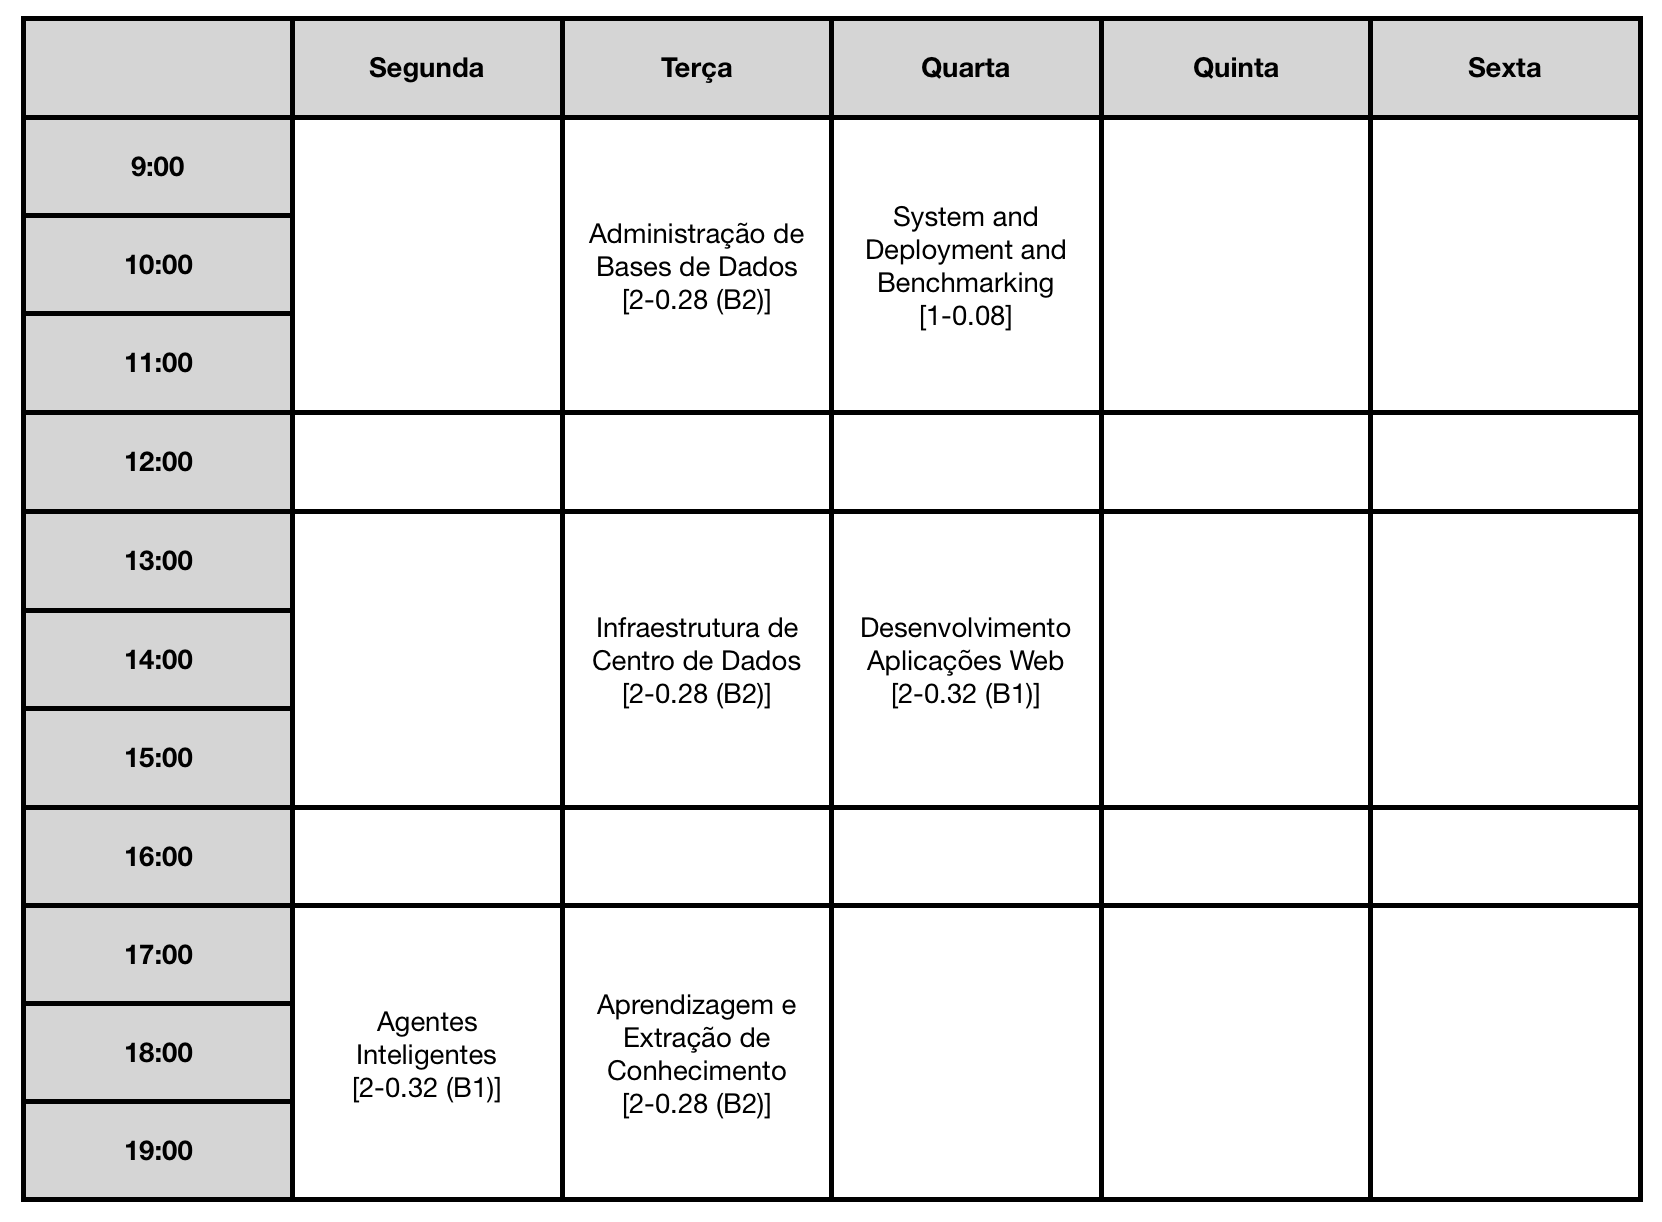 Segunda
Terça
Quarta
Quinta
Sexta
9:00
10:00
11:00
Administração de
Bases de Dados
[2-0.28 (B2)]
System and
Deployment and
Benchmarking
[1-0.08]
12:00
13:00
14:00
15:00
Infraestrutura de
Centro de Dados
[2-0.28 (B2)]
Desenvolvimento
Aplicações Web
[2-0.32 (B1)]
16:00
17:00
18:00
19:00
Agentes
Inteligentes
[2-0.32 (B1)]
Aprendizagem e
Extração de
Conhecimento
[2-0.28 (B2)]